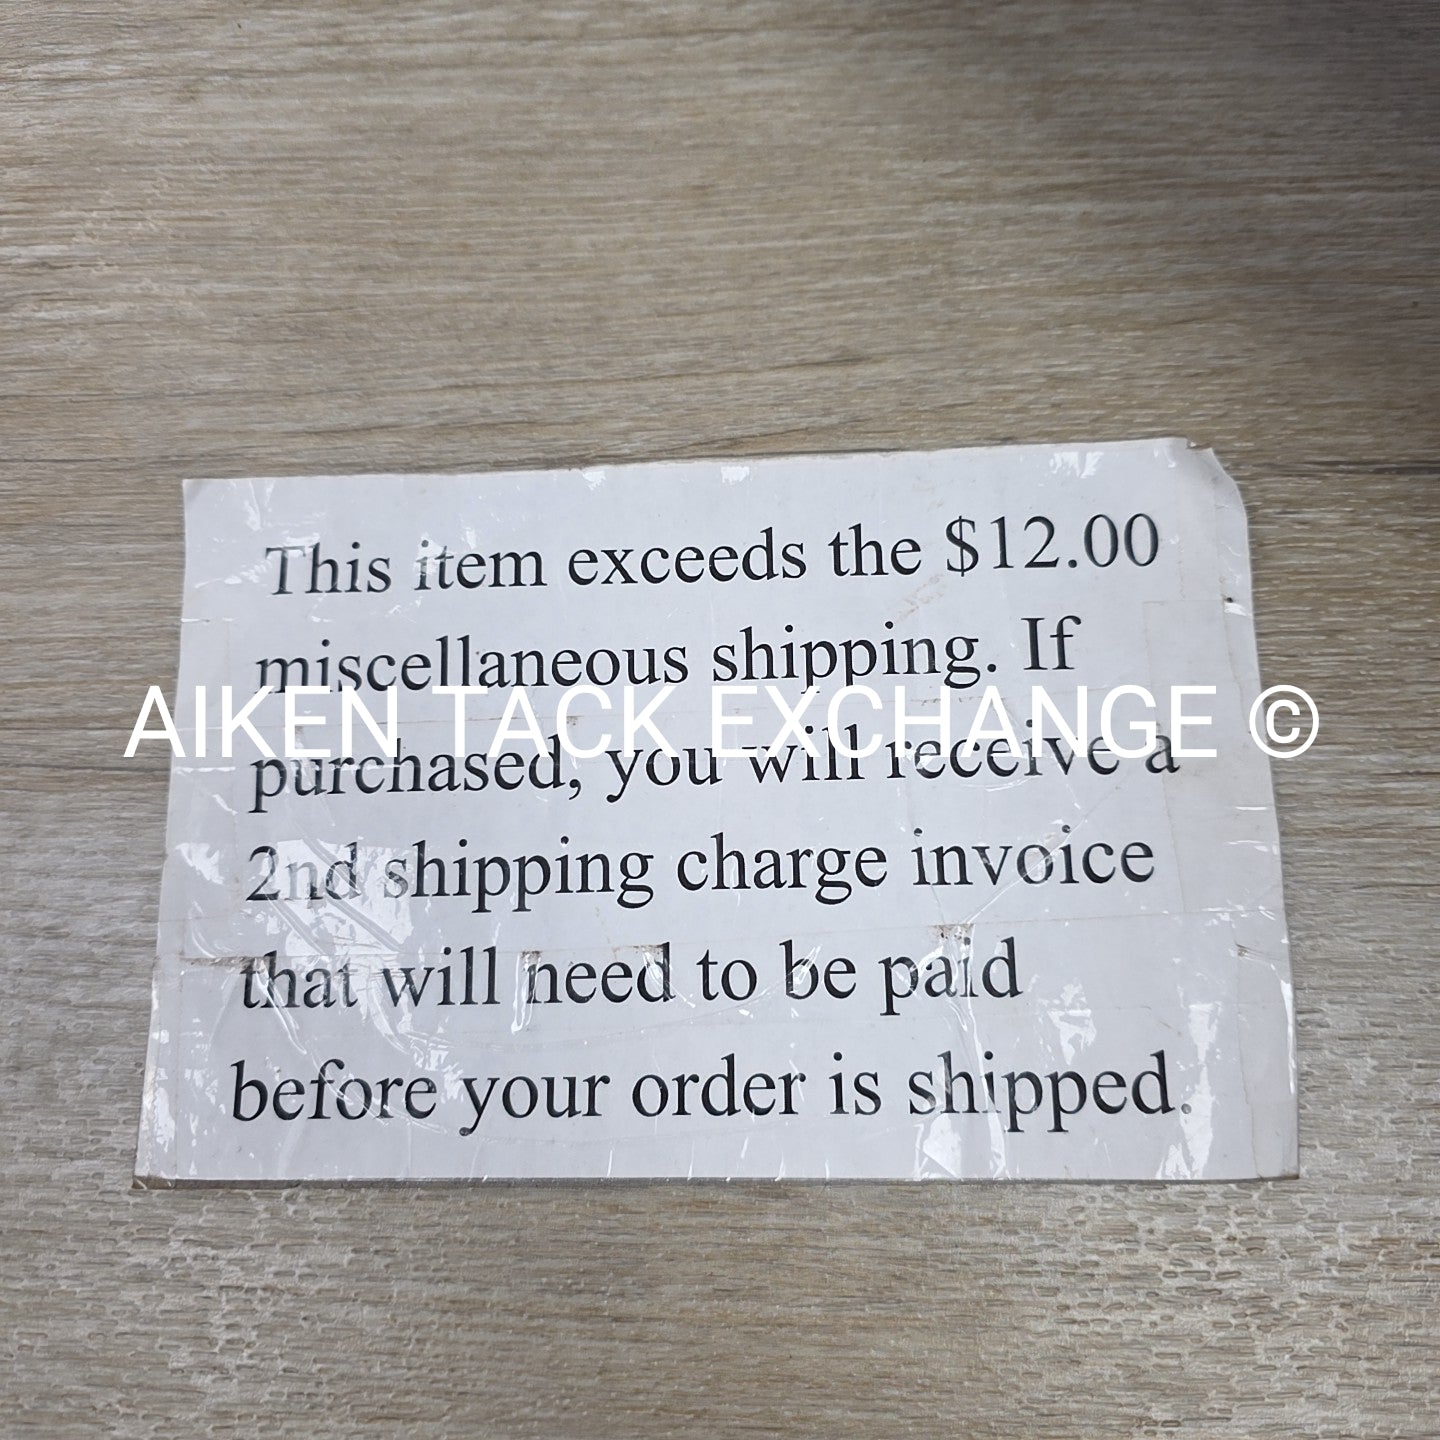 This item exceeds the $12.00
miscellaneous shipping. If
AIKEN TACK EXCHANGE ©
purchased, you will receive a
2nd shipping charge invoice
that will need to be paid
before your order is shipped.